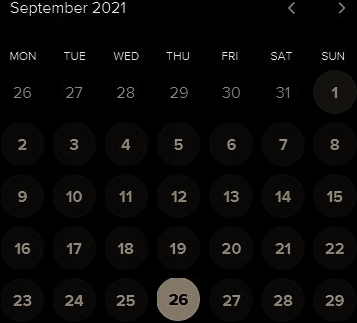 September 2021
MON TUE WED THU FRI SAT SUN
26 27 28 29 30 31 1
2 3 4 5 6 7 8
9 10 11 12 13 14 15
16 17 18 19 20 21 22
23 24 25 26 27 28 29